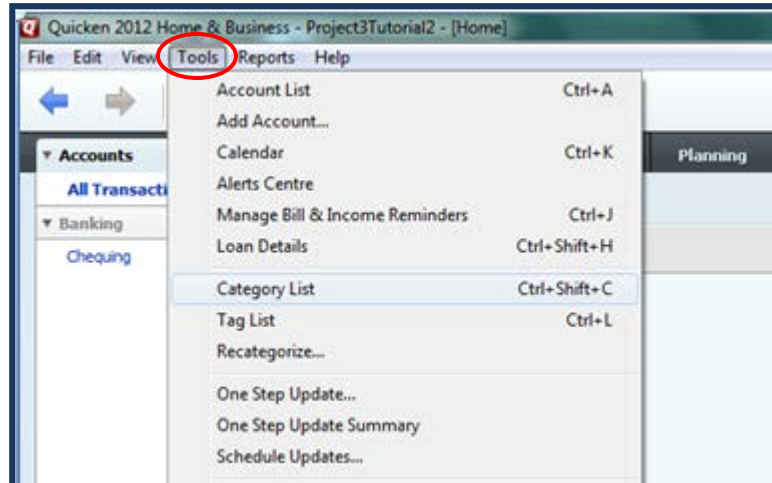 Quicken 2012 Home & Business - Project3Tutorial2 - [Home]
File Edit View Tools Reports Help
Account List Ctrl+A
Add Account...
Accounts Calendar Ctrl+K Planning
All Transacti Alerts Centre
Banking Manage Bill & Income Reminders Ctrl+J
Chequing Loan Details Ctrl+Shift+H
Category List Ctrl+Shift+C
Tag List Ctrl+L
Recategorize...
One Step Update...
One Step Update Summary
Schedule Updates...